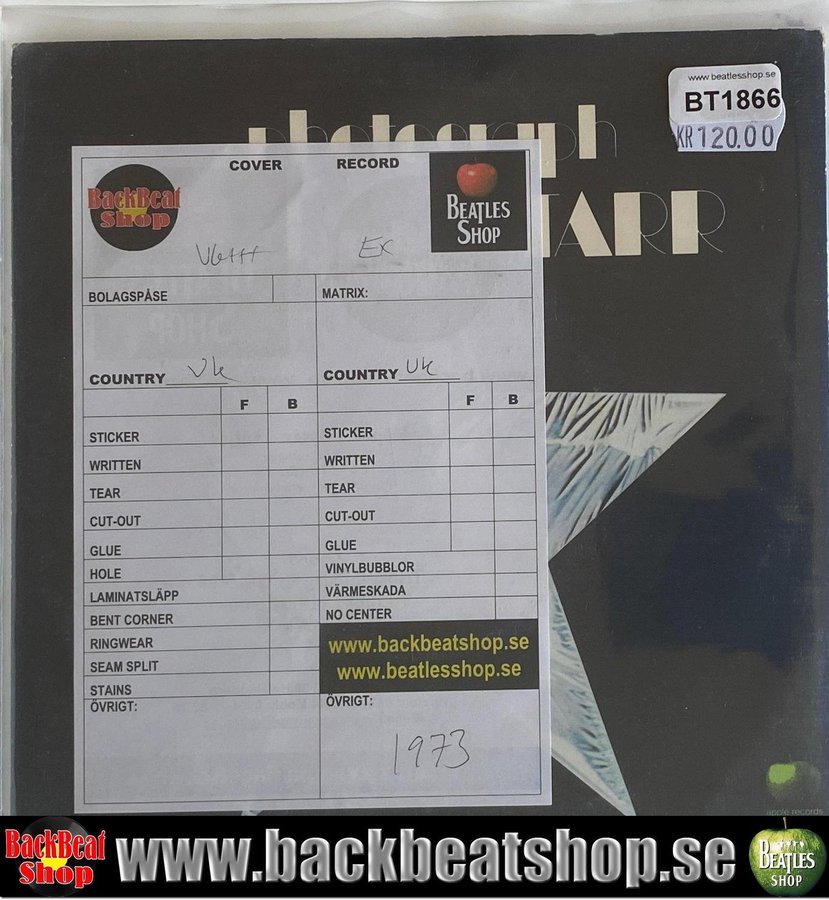 www.beatlesshop.se
BT1866
KR 120.00
photograph
TARR
COVER RECORD
BackBeat
Shop
BEATLES
SHOP
VG+++ EX
BOLAGSPÅSE MATRIX:
COUNTRY UK COUNTRY UK
F B F B
STICKER STICKER
WRITTEN WRITTEN
TEAR TEAR
CUT-OUT CUT-OUT
GLUE GLUE
HOLE VINYLBUBBLOR
LAMINATSLÄPP VÄRMESKADA
BENT CORNER NO CENTER
RINGWEAR
SEAM SPLIT
STAINS
www.backbeatshop.se
www.beatlesshop.se
ÖVRIGT: ÖVRIGT:
1973
apple records
BackBeat
Shop
www.backbeatshop.se
BEATLES
SHOP